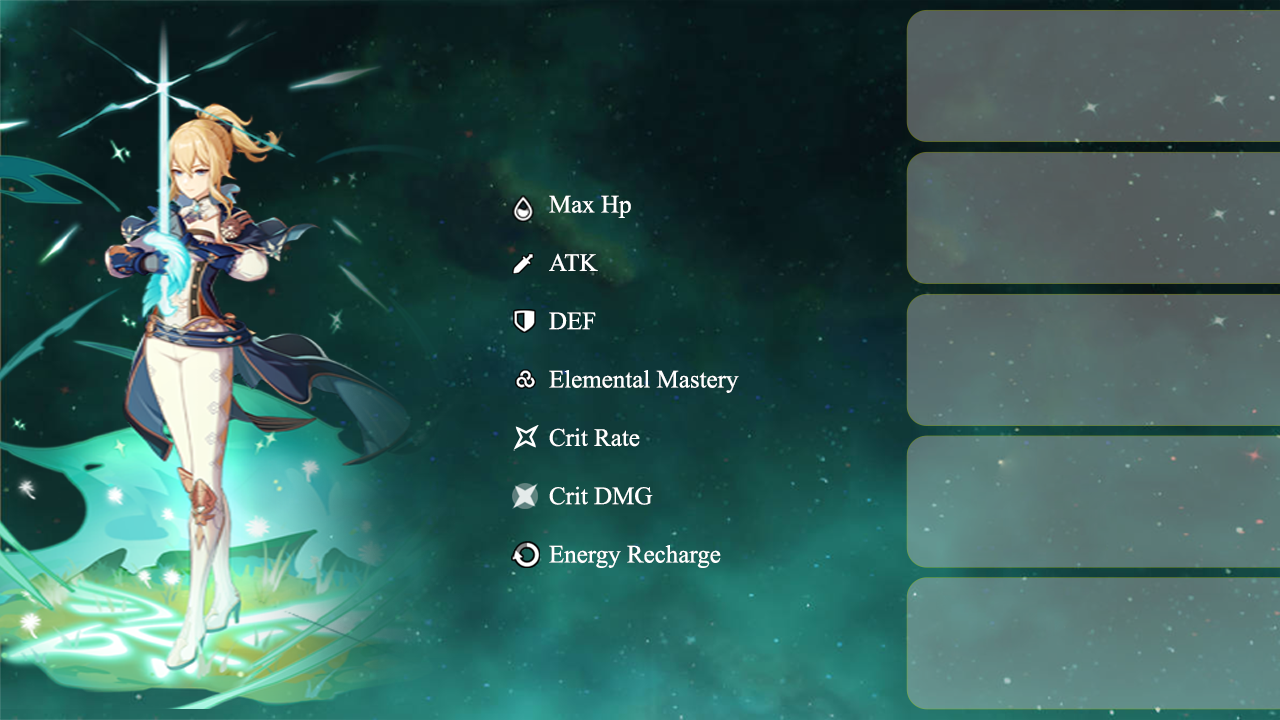 Max Hp
ATK
DEF
Elemental Mastery
Crit Rate
Crit DMG
Energy Recharge